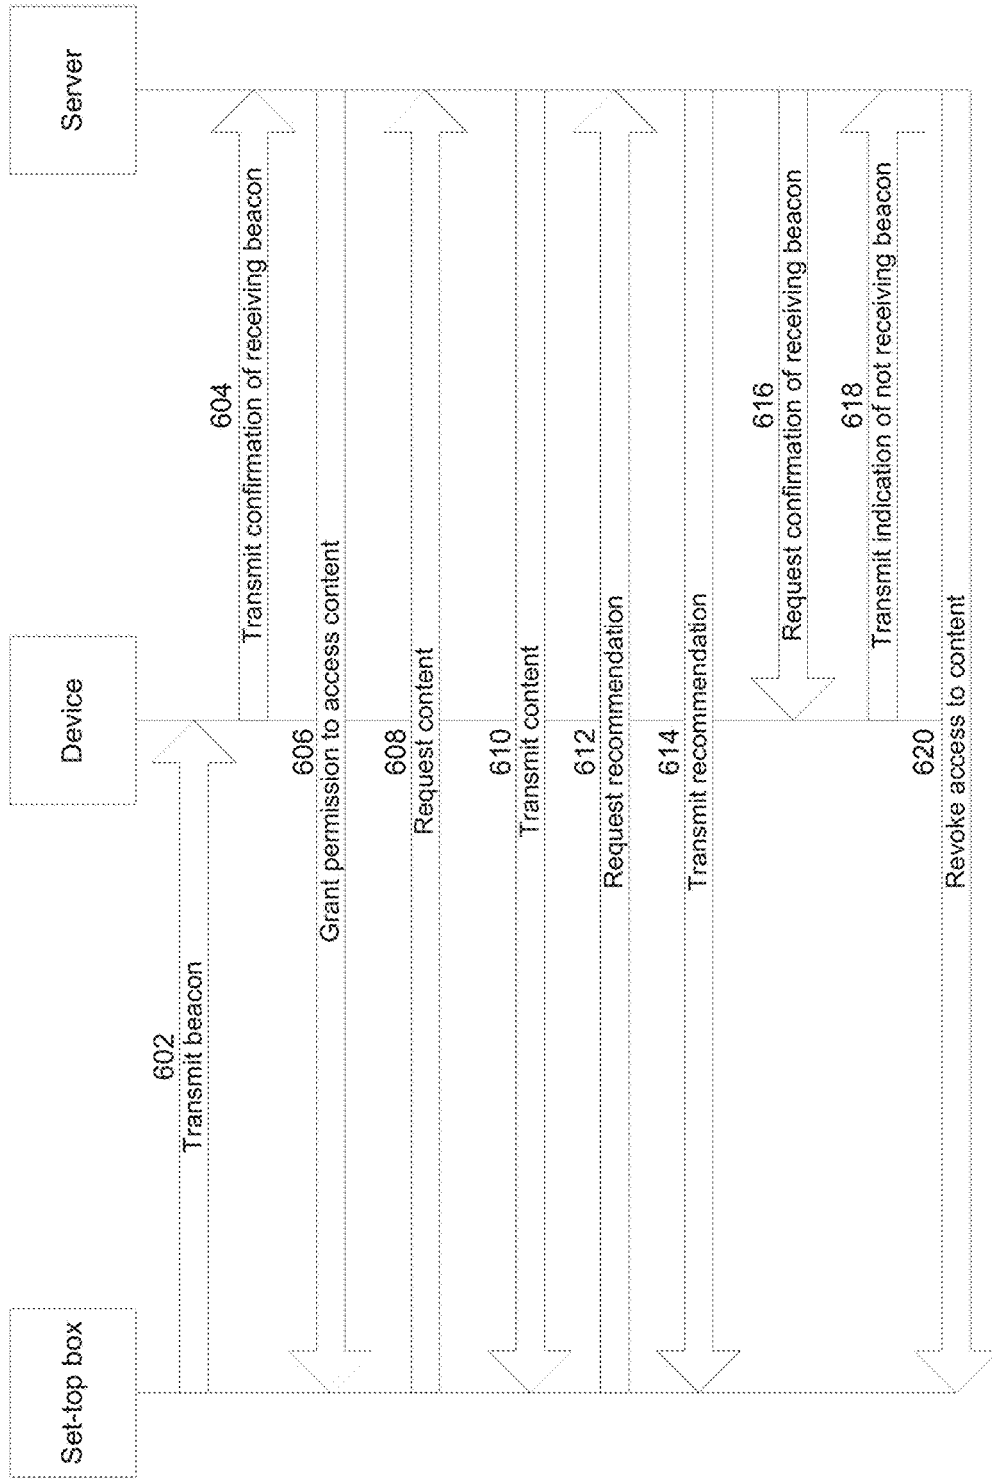 Set-top box
Device
Server
602
Transmit beacon
604
Transmit confirmation of receiving beacon
606
Grant permission to access content
608
Request content
610
Transmit content
612
Request recommendation
614
Transmit recommendation
616
Request confirmation of receiving beacon
618
Transmit indication of not receiving beacon
620
Revoke access to content